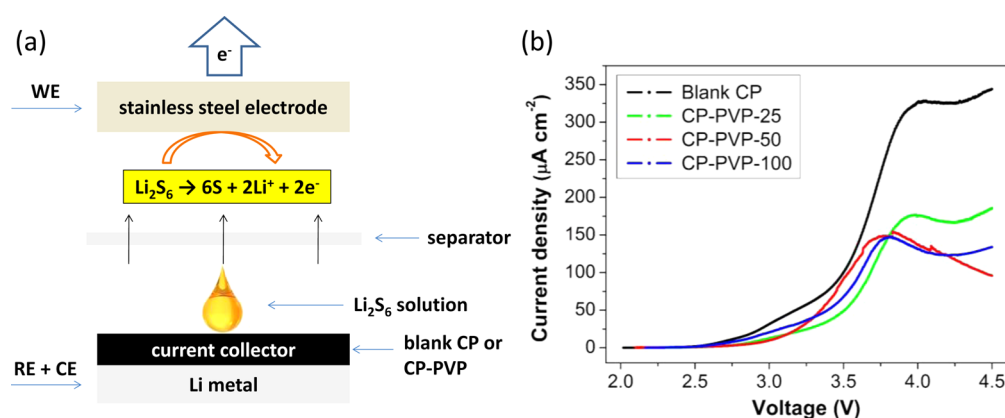 (a)
e⁻
WE
stainless steel electrode
Li₂S₆ → 6S + 2Li⁺ + 2e⁻
separator
Li₂S₆ solution
current collector
blank CP or
CP-PVP
RE + CE
Li metal
(b)
Current density (μA cm⁻²)
350
300
250
200
150
100
50
0
Blank CP
CP-PVP-25
CP-PVP-50
CP-PVP-100
2.0 2.5 3.0 3.5 4.0 4.5
Voltage (V)